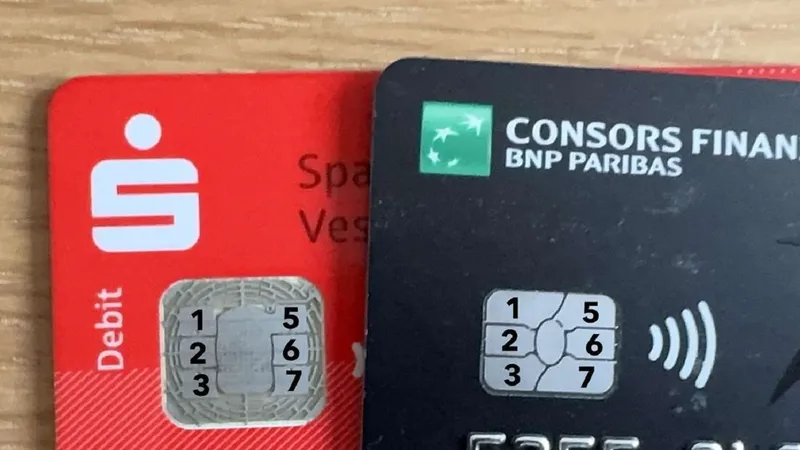 Debit
Spa
Ves
1 5
2 6
3 7
CONSORS FINAN
BNP PARIBAS
1 5
2 6
3 7